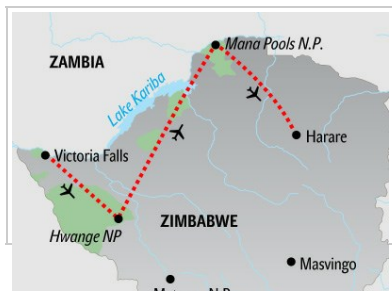 Mana Pools N.P.
ZAMBIA
Lake Kariba
Harare
Victoria Falls
ZIMBABWE
Hwange NP
Masvingo